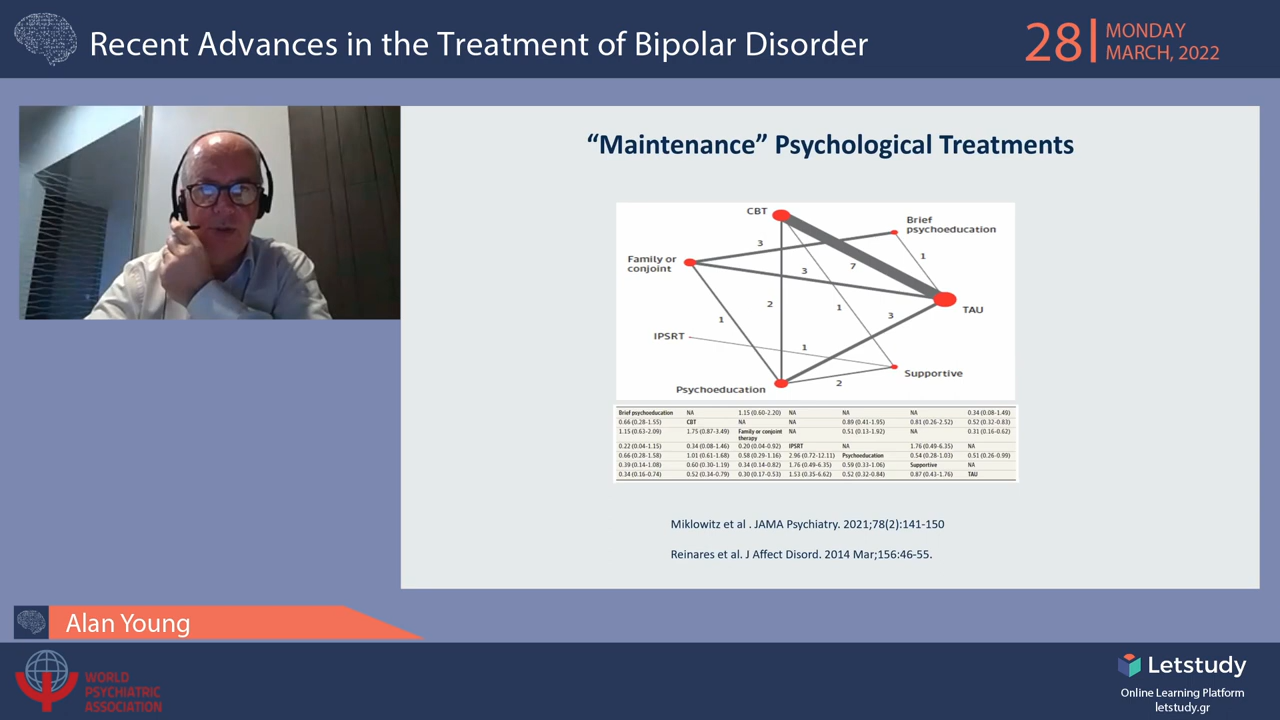 Recent Advances in the Treatment of Bipolar Disorder
28
MONDAY
MARCH, 2022
“Maintenance” Psychological Treatments
CBT
Brief
psychoeducation
3
1
Family or
conjoint
3
7
TAU
2
1
3
1
IPSRT
1
Supportive
Psychoeducation
2
Brief psychoeducation NA 1.15 (0.60-2.20) NA NA NA 0.34 (0.08-1.49)
0.66 (0.28-1.55) CBT NA NA 0.89 (0.41-1.95) 0.81 (0.26-2.52) 0.52 (0.32-0.83)
1.15 (0.63-2.09) 1.75 (0.87-3.49) Family or conjoint NA 0.51 (0.13-1.92) NA 0.31 (0.16-0.62)
therapy
0.22 (0.04-1.15) 0.34 (0.08-1.46) 0.20 (0.04-0.92) IPSRT NA 1.76 (0.49-6.35) NA
0.66 (0.28-1.58) 1.01 (0.61-1.68) 0.58 (0.29-1.16) 2.96 (0.72-12.11) Psychoeducation 0.54 (0.28-1.03) 0.51 (0.26-0.99)
0.39 (0.14-1.08) 0.60 (0.30-1.19) 0.34 (0.14-0.82) 1.76 (0.49-6.35) 0.59 (0.33-1.06) Supportive NA
0.34 (0.16-0.74) 0.52 (0.34-0.79) 0.30 (0.17-0.53) 1.53 (0.35-6.62) 0.52 (0.32-0.84) 0.87 (0.43-1.76) TAU
Miklowitz et al . JAMA Psychiatry. 2021;78(2):141-150
Reinares et al. J Affect Disord. 2014 Mar;156:46-55.
Alan Young
WORLD
PSYCHIATRIC
ASSOCIATION
Letstudy
Online Learning Platform
letstudy.gr